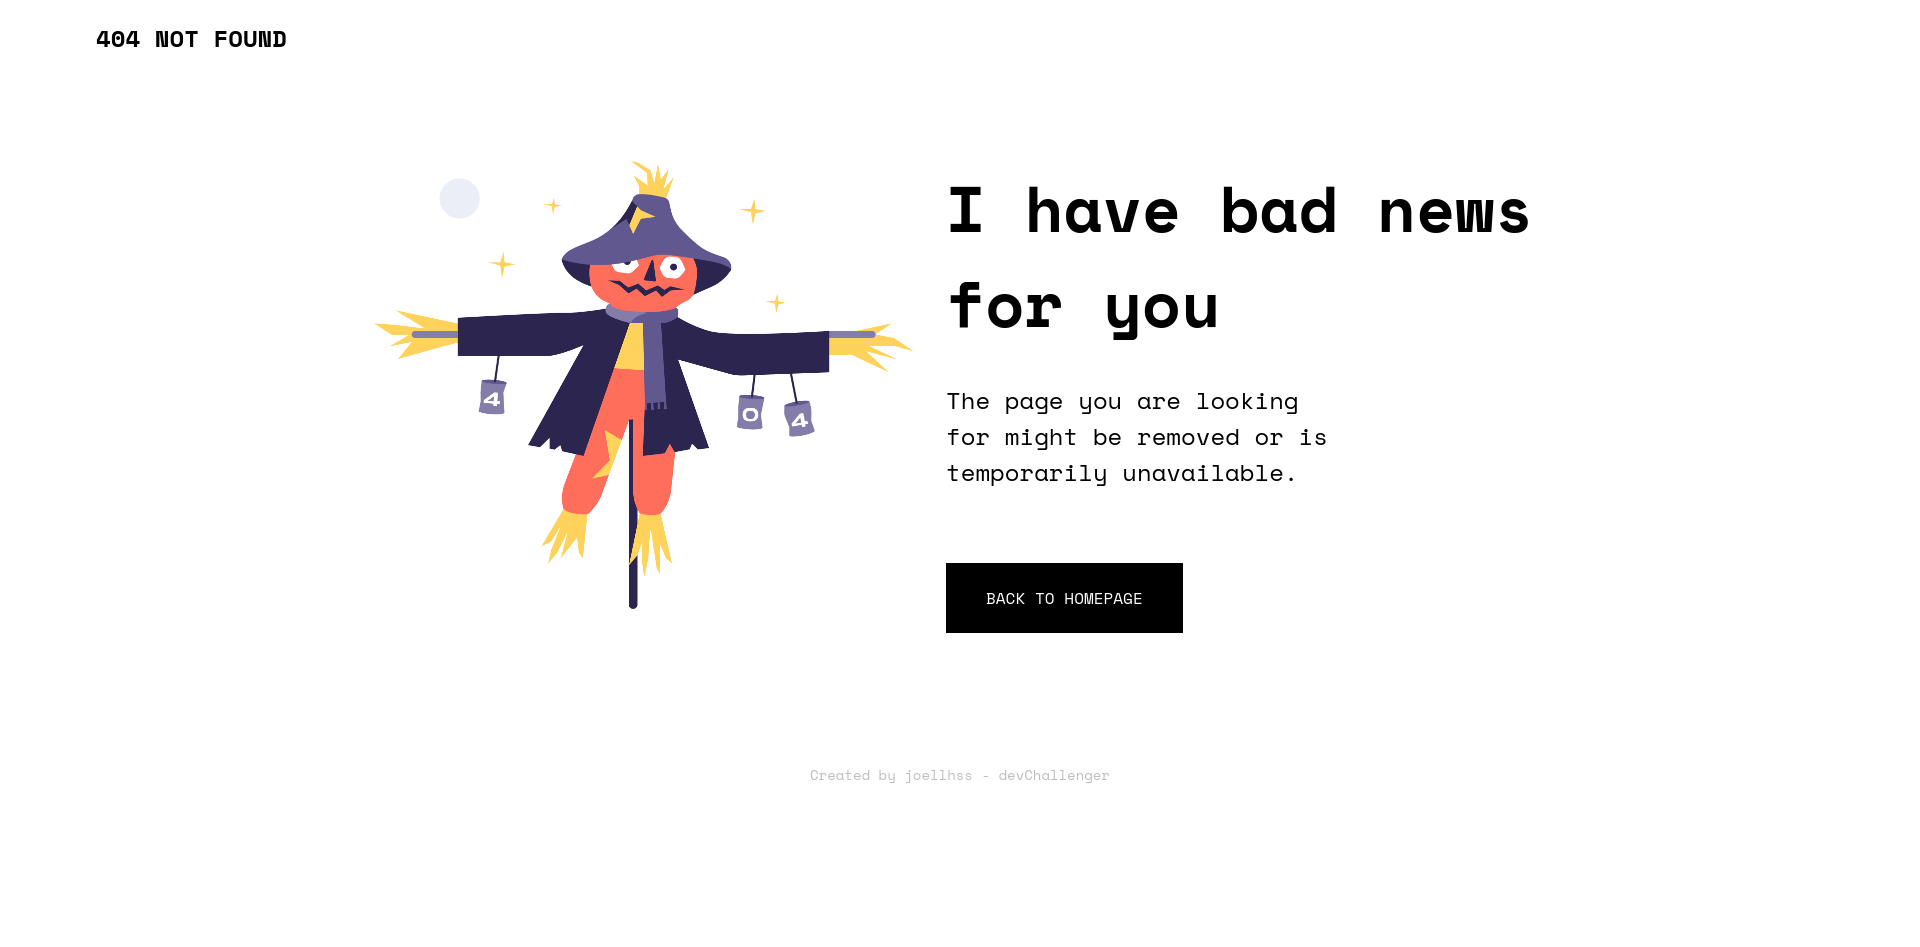 404 NOT FOUND
I have bad news
for you
4
0
4
The page you are looking
for might be removed or is
temporarily unavailable.
BACK TO HOMEPAGE
Created by joellhss - devChallenger